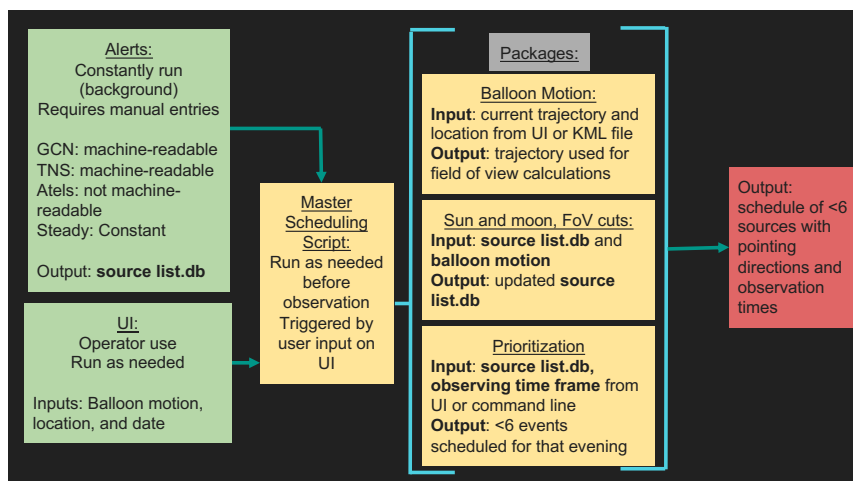 Alerts:
Constantly run
(background)
Requires manual entries
GCN: machine-readable
TNS: machine-readable
Atels: not machine-
readable
Steady: Constant
Output: source list.db
UI:
Operator use
Run as needed
Inputs: Balloon motion,
location, and date
Master
Scheduling
Script:
Run as needed
before
observation
Triggered by
user input on
UI
Packages:
Balloon Motion:
Input: current trajectory and
location from UI or KML file
Output: trajectory used for
field of view calculations
Sun and moon, FoV cuts:
Input: source list.db and
balloon motion
Output: updated source
list.db
Prioritization
Input: source list.db,
observing time frame from
UI or command line
Output: <6 events
scheduled for that evening
Output:
schedule of <6
sources with
pointing
directions and
observation
times